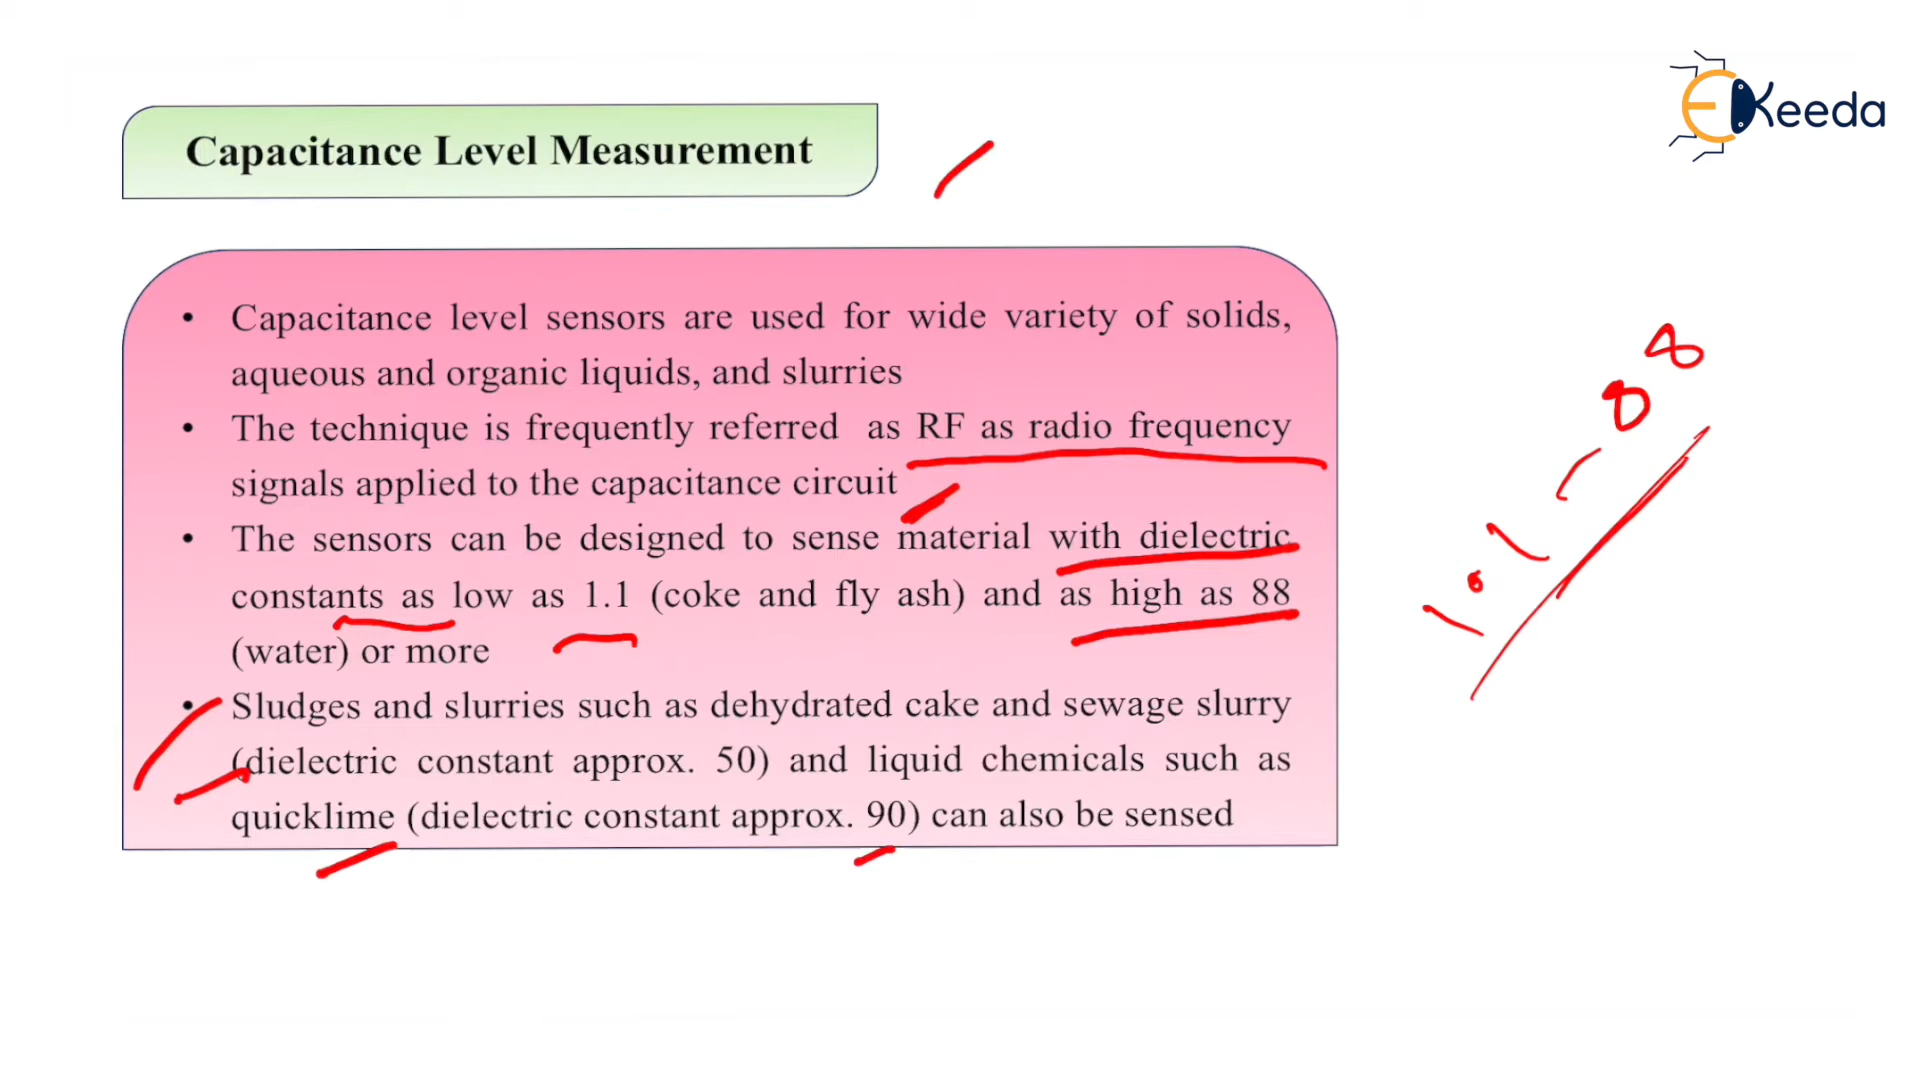 EKeeda
Capacitance Level Measurement
• Capacitance level sensors are used for wide variety of solids,
aqueous and organic liquids, and slurries
• The technique is frequently referred as RF as radio frequency
signals applied to the capacitance circuit
• The sensors can be designed to sense material with dielectric
constants as low as 1.1 (coke and fly ash) and as high as 88
(water) or more
• Sludges and slurries such as dehydrated cake and sewage slurry
(dielectric constant approx. 50) and liquid chemicals such as
quicklime (dielectric constant approx. 90) can also be sensed
1.1 - 88